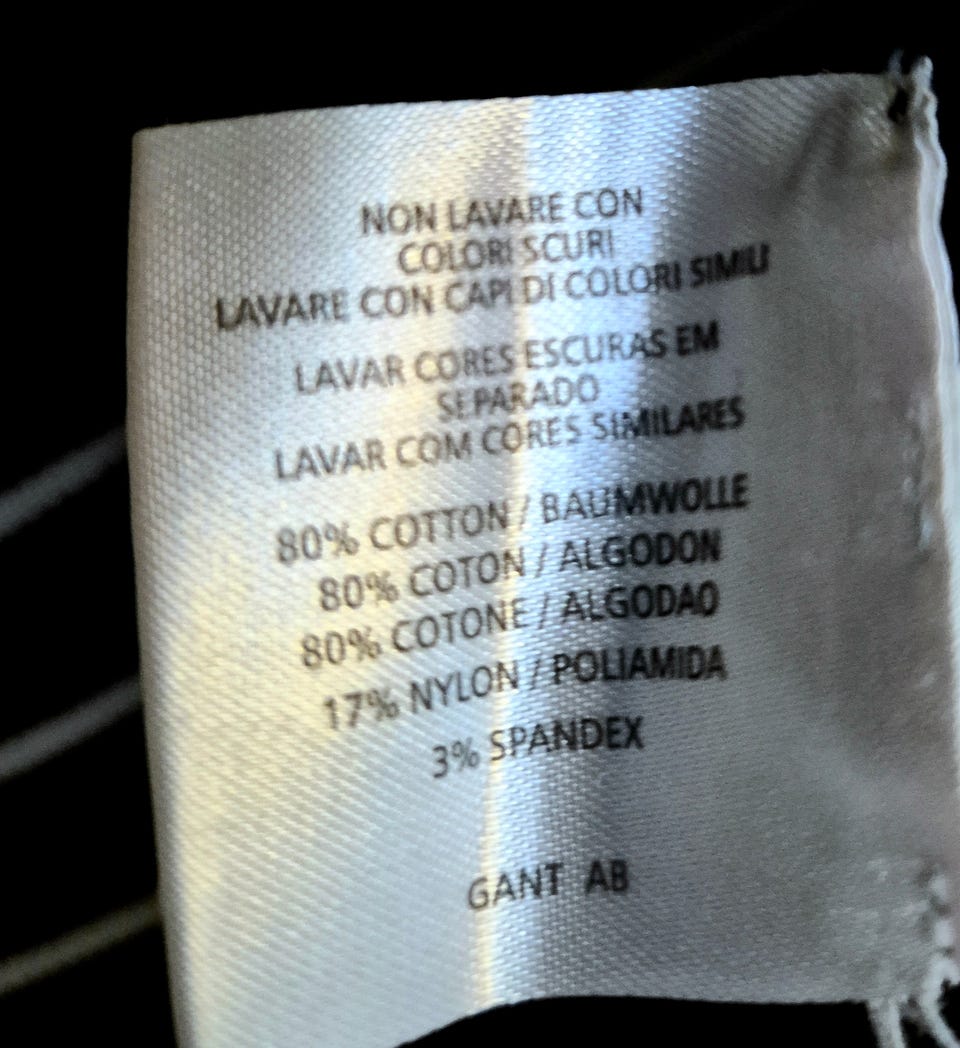 NON LAVARE CON
COLORI SCURI
LAVARE CON CAPI DI COLORI SIMILI
LAVAR CORES ESCURAS EM
SEPARADO
LAVAR COM CORES SIMILARES
80% COTTON / BAUMWOLLE
80% COTON / ALGODON
80% COTONE / ALGODAO
17% NYLON / POLIAMIDA
3% SPANDEX
GANT AB